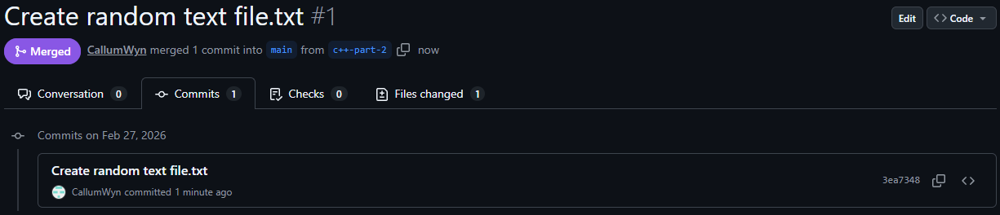 Create random text file.txt #1
Edit
Code
Merged CallumWyn merged 1 commit into main from c++-part-2 now
Conversation 0 Commits 1 Checks 0 Files changed 1
Commits on Feb 27, 2026
Create random text file.txt
3ea7348
CallumWyn committed 1 minute ago